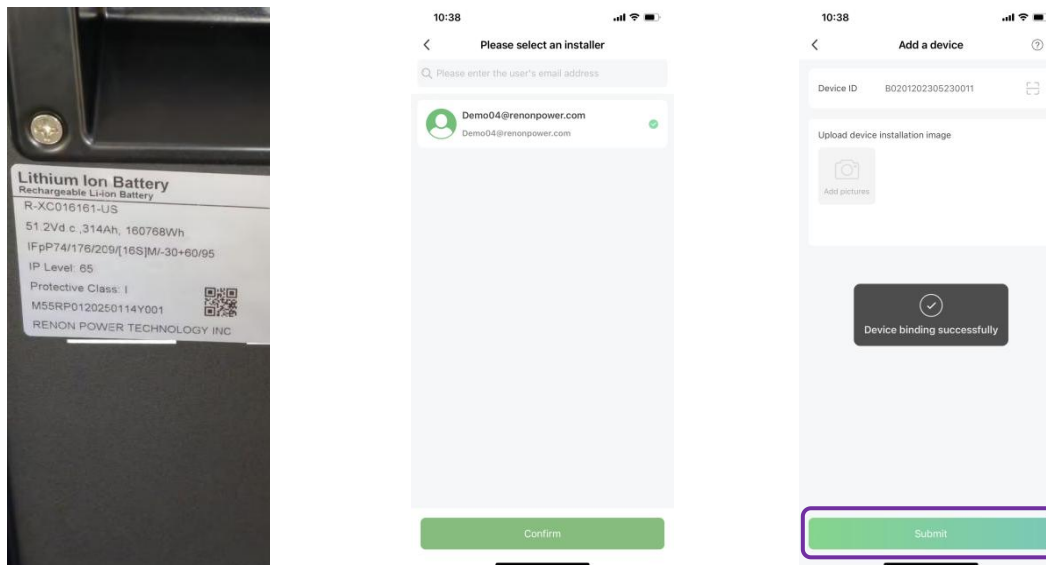 Lithium Ion Battery
Rechargeable Li-ion Battery
R-XC016161-US
51.2Vd.c.,314Ah, 160768Wh
IFpP74/176/209/[16S]M/-30+60/95
IP Level: 65
Protective Class: I
M55RP0120250114Y001
RENON POWER TECHNOLOGY INC
10:38
Please select an installer
Please enter the user's email address
Demo04@renonpower.com
Demo04@renonpower.com
Confirm
10:38
Add a device
Device ID B0201202305230011
Upload device installation image
Add pictures
Device binding successfully
Submit